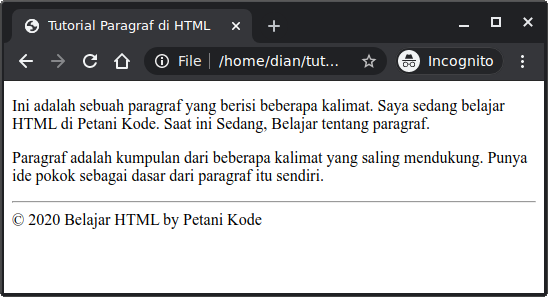 Tutorial Paragraf di HTML
File | /home/dian/tut... Incognito
Ini adalah sebuah paragraf yang berisi beberapa kalimat. Saya sedang belajar
HTML di Petani Kode. Saat ini Sedang, Belajar tentang paragraf.
Paragraf adalah kumpulan dari beberapa kalimat yang saling mendukung. Punya
ide pokok sebagai dasar dari paragraf itu sendiri.
© 2020 Belajar HTML by Petani Kode